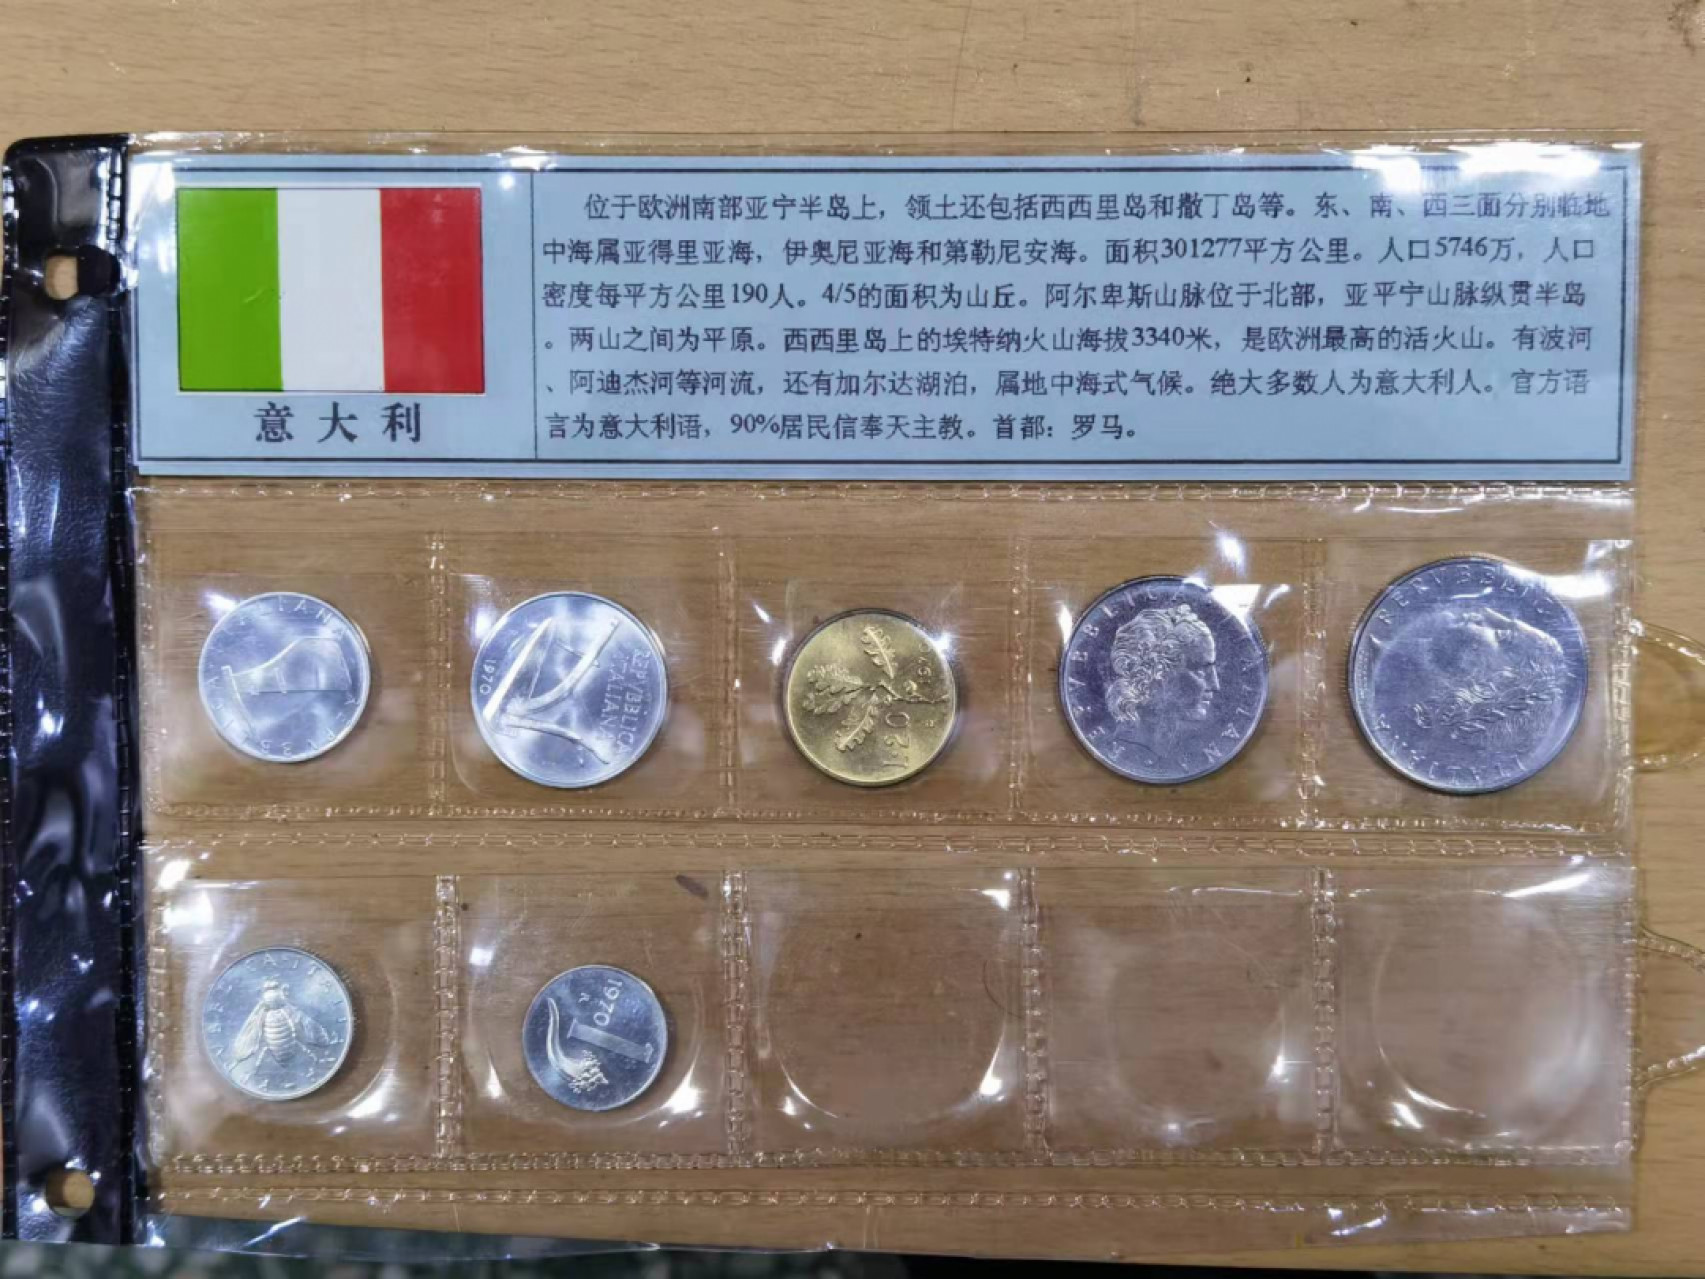 意大利
位于欧洲南部亚宁半岛上，领土还包括西西里岛和撒丁岛等。东、南、西三面分别临地
中海属亚得里亚海，伊奥尼亚海和第勒尼安海。面积301277平方公里。人口5746万，人口
密度每平方公里190人。4/5的面积为山丘。阿尔卑斯山脉位于北部，亚平宁山脉纵贯半岛
。两山之间为平原。西西里岛上的埃特纳火山海拔3340米，是欧洲最高的活火山。有波河
、阿迪杰河等河流，还有加尔达湖泊，属地中海式气候。绝大多数人为意大利人。官方语
言为意大利语，90%居民信奉天主教。首都：罗马。
1970
REPVBBLICA
ITALIANA
L.20
REPVBBLICA ITALIANA
1970
R